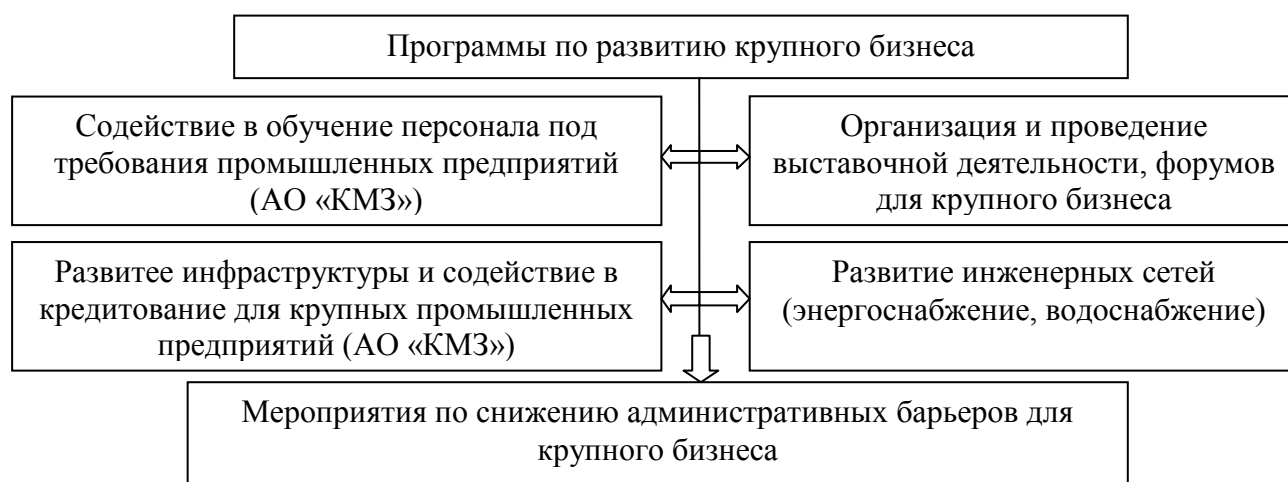 Программы по развитию крупного бизнеса
Содействие в обучение персонала под
требования промышленных предприятий
(АО «КМЗ»)
Организация и проведение
выставочной деятельности, форумов
для крупного бизнеса
Развитее инфраструктуры и содействие в
кредитование для крупных промышленных
предприятий (АО «КМЗ»)
Развитие инженерных сетей
(энергоснабжение, водоснабжение)
Мероприятия по снижению административных барьеров для
крупного бизнеса